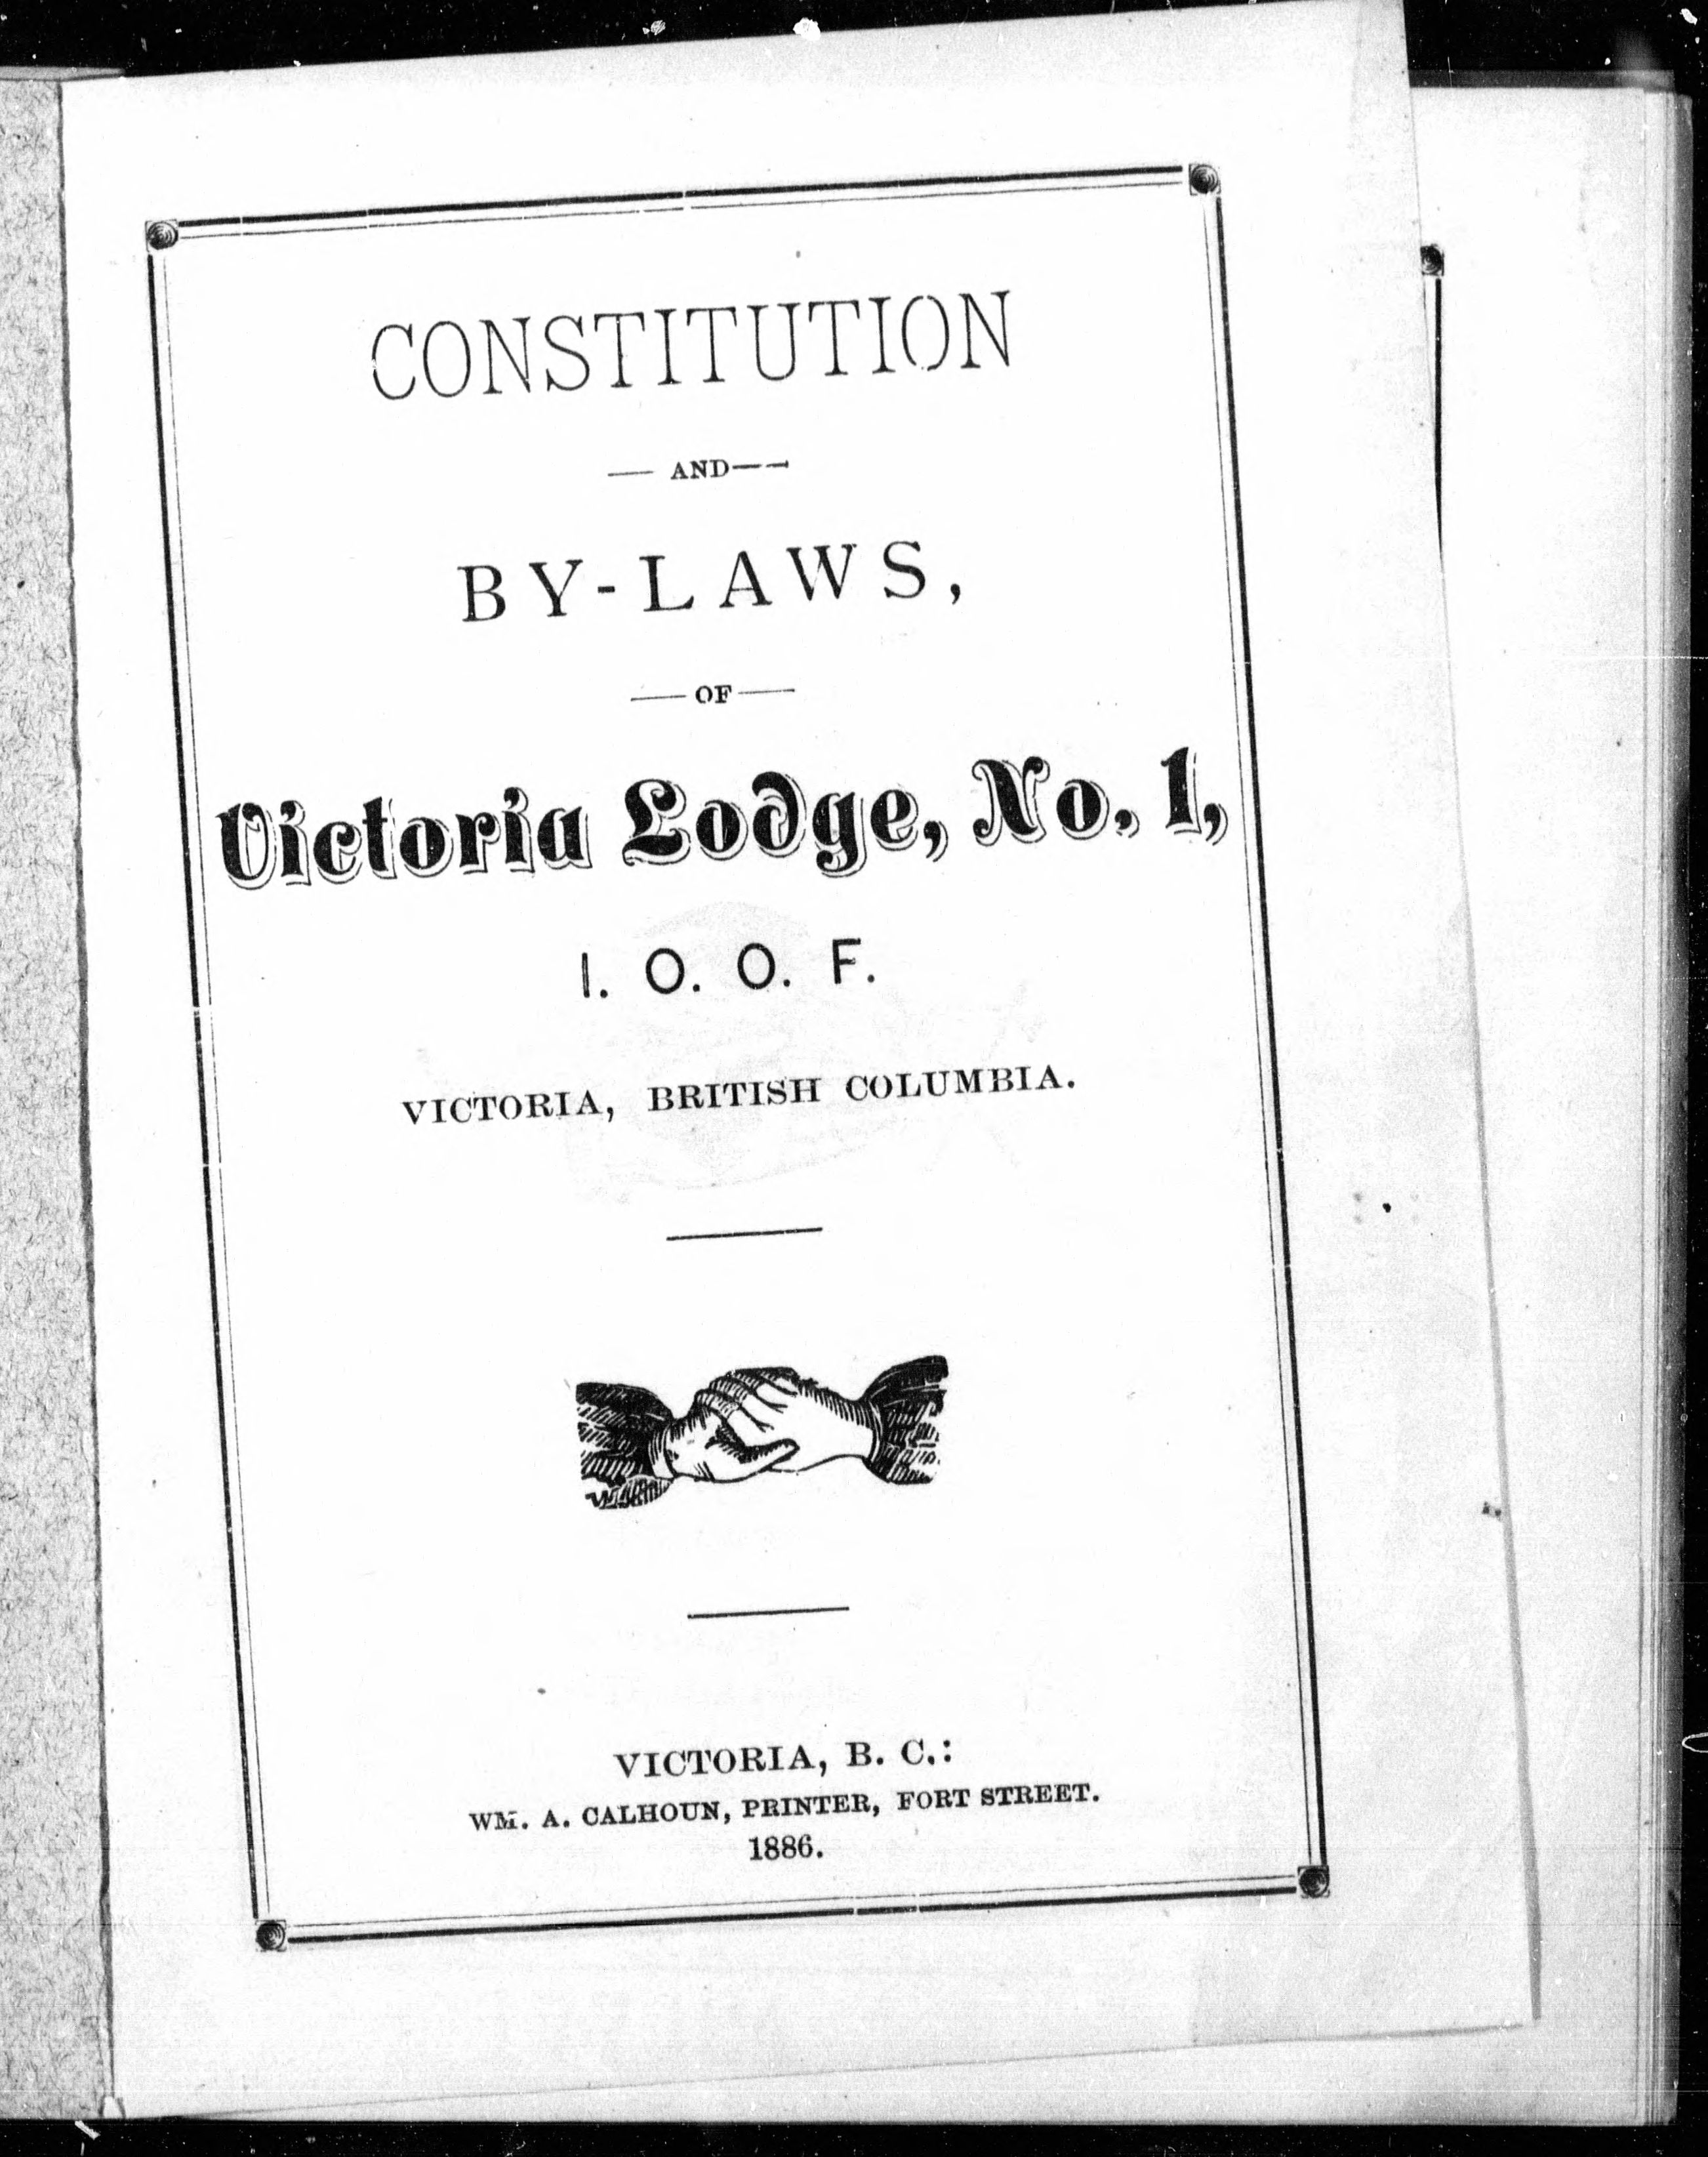 CONSTITUTION
— AND——
BY-LAWS,
——OF——
Victoria Lodge, No. 1,
I. O. O. F.
VICTORIA, BRITISH COLUMBIA.
VICTORIA, B. C.:
WM. A. CALHOUN, PRINTER, FORT STREET.
1886.